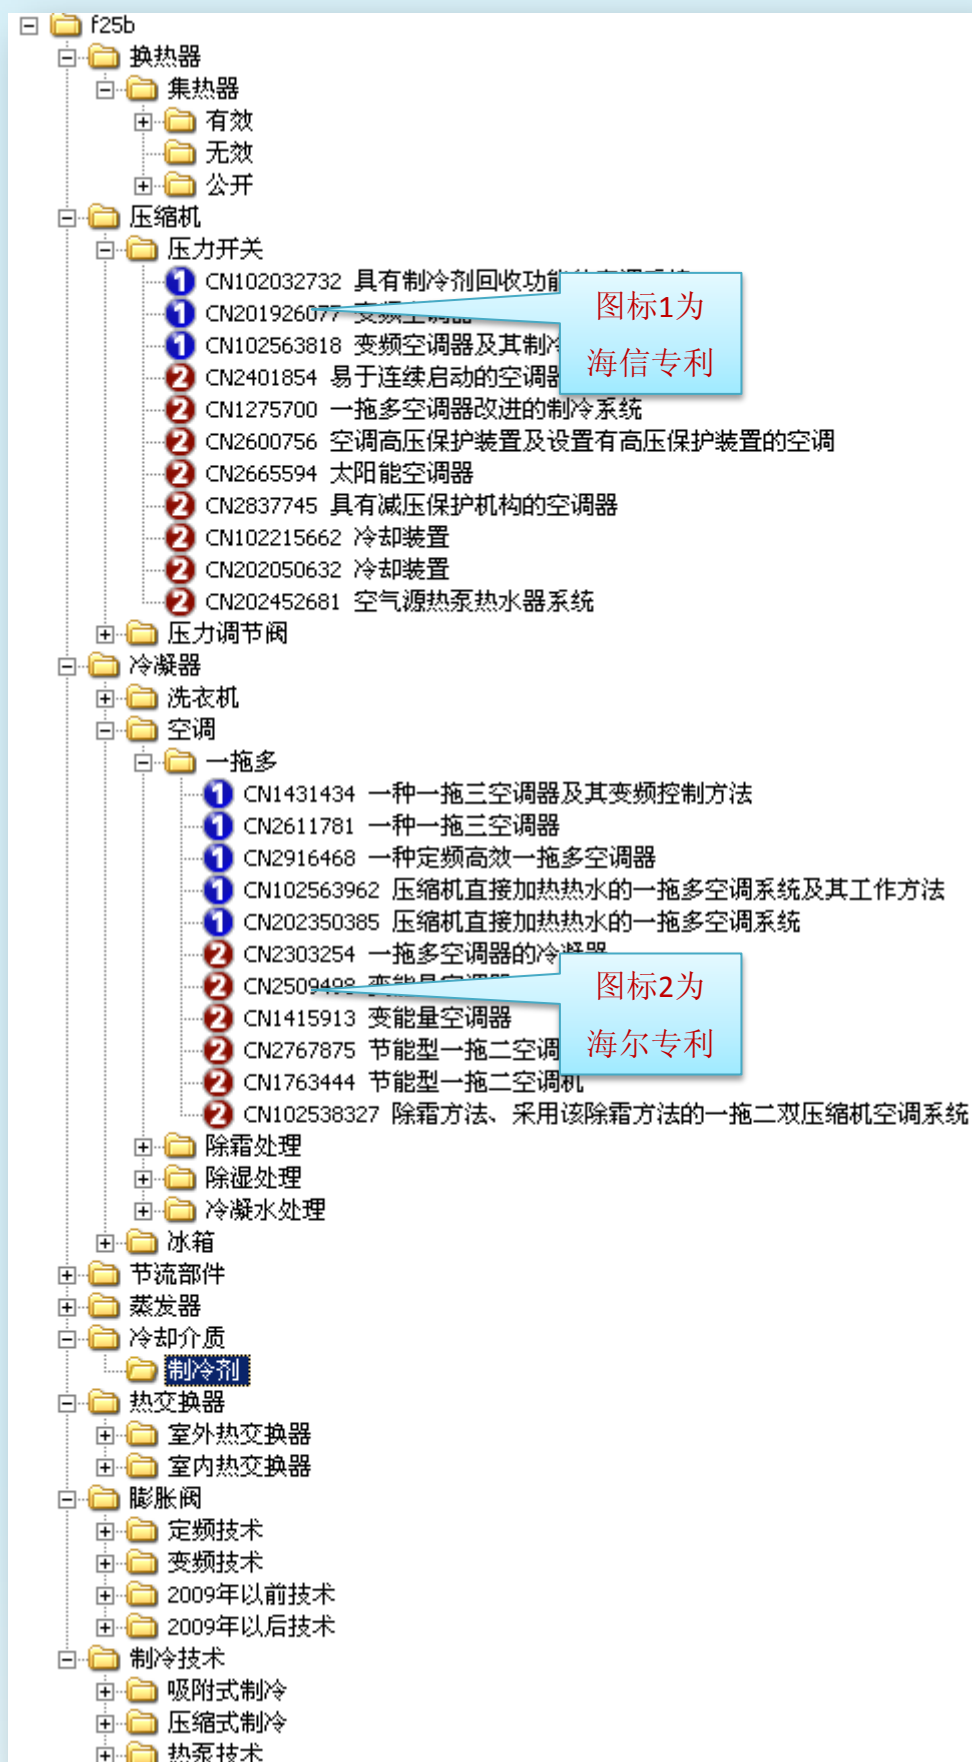 f25b
换热器
集热器
有效
无效
公开
压缩机
压力开关
CN102032732 具有制冷剂回收功能
CN201926077 变频空调器
CN102563818 变频空调器及其制冷
CN2401854 易于连续启动的空调器
CN1275700 一拖多空调器改进的制冷系统
CN2600756 空调高压保护装置及设置有高压保护装置的空调
CN2665594 太阳能空调器
CN2837745 具有减压保护机构的空调器
CN102215662 冷却装置
CN202050632 冷却装置
CN202452681 空气源热泵热水器系统
图标1为
海信专利
压力调节阀
冷凝器
洗衣机
空调
一拖多
CN1431434 一种一拖三空调器及其变频控制方法
CN2611781 一种一拖三空调器
CN2916468 一种定频高效一拖多空调器
CN102563962 压缩机直接加热热水的一拖多空调系统及其工作方法
CN202350385 压缩机直接加热热水的一拖多空调系统
CN2303254 一拖多空调器的冷凝器
CN2509498 变能量空调器
CN1415913 变能量空调器
CN2767875 节能型一拖二空调
CN1763444 节能型一拖二空调机
CN102538327 除霜方法、采用该除霜方法的一拖二双压缩机空调系统
图标2为
海尔专利
除霜处理
除湿处理
冷凝水处理
冰箱
节流部件
蒸发器
冷却介质
制冷剂
热交换器
室外热交换器
室内热交换器
膨胀阀
定频技术
变频技术
2009年以前技术
2009年以后技术
制冷技术
吸附式制冷
压缩式制冷
热泵技术